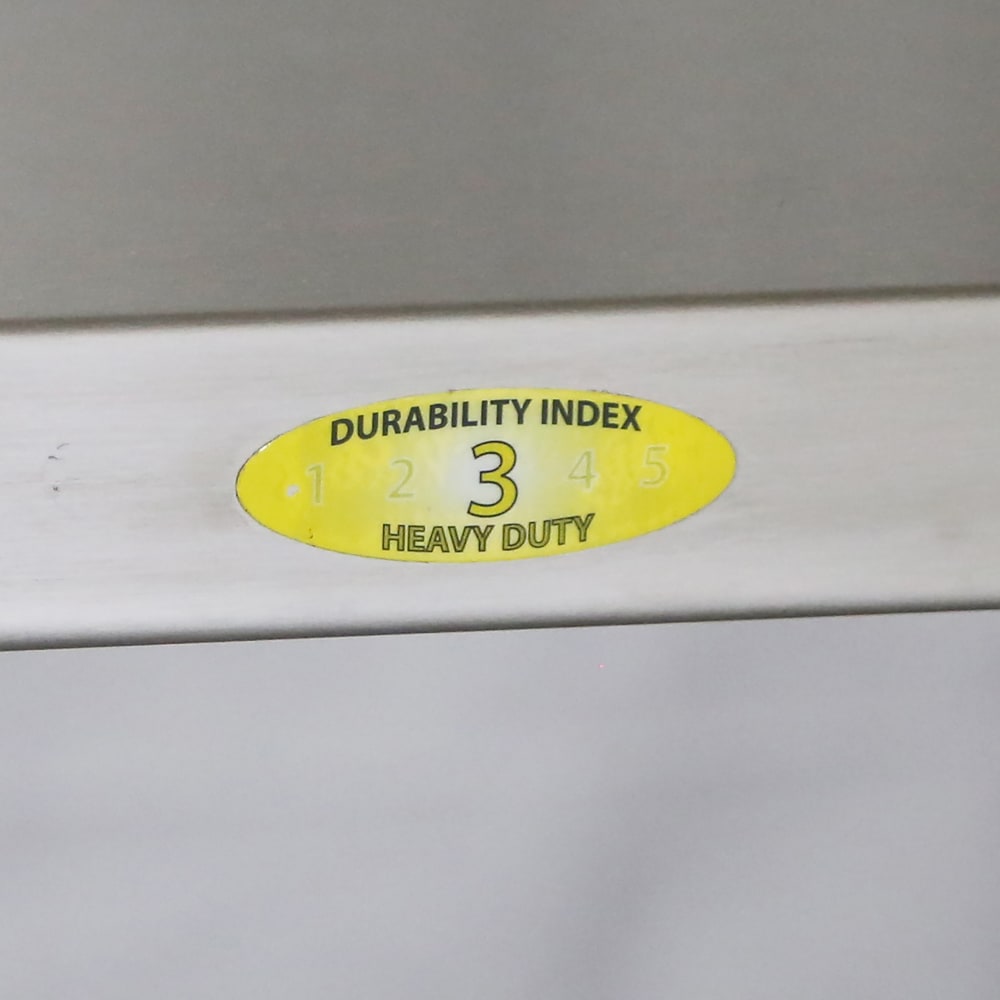 DURABILITY INDEX
1 2 3 4 5
HEAVY DUTY